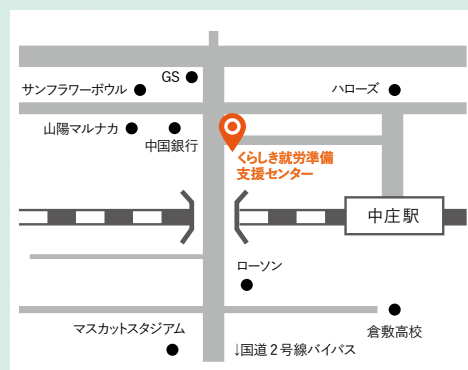 GS
サンフラワーボウル
ハローズ
山陽マルナカ
中国銀行
くらしき就労準備
支援センター
中庄駅
ローソン
マスカットスタジアム
↓国道2号線バイパス
倉敷高校